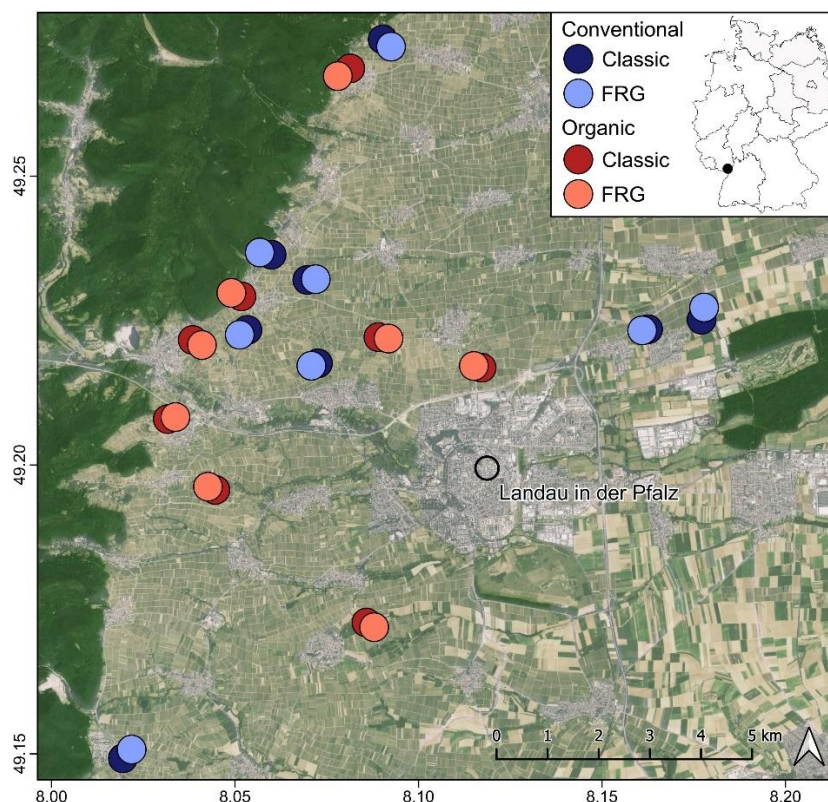 Conventional
Classic
FRG
Organic
Classic
FRG
49.25
49.20
49.15
Landau in der Pfalz
0 1 2 3 4 5 km
8.00 8.05 8.10 8.15 8.20